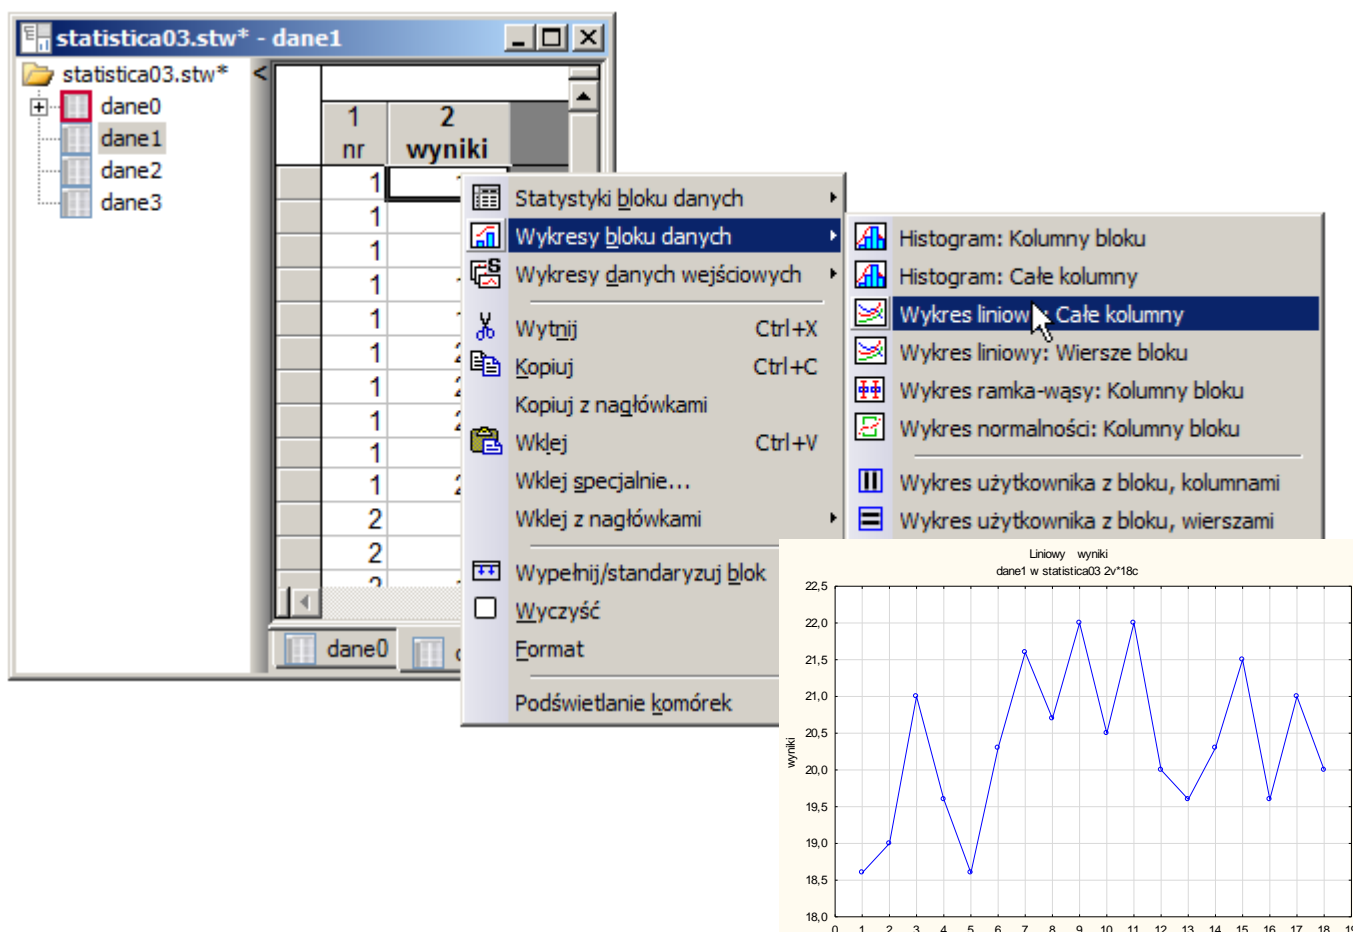 statistica03.stw* - dane1
statistica03.stw*
dane0
dane1
dane2
dane3
<
1 2
nr wyniki
1
1
1
1
1
1
1
1
1
1
2
2
dane0
Statystyki bloku danych
Wykresy bloku danych
Wykresy danych wejściowych
Wytnij Ctrl+X
Kopiuj Ctrl+C
Kopiuj z nagłówkami
Wklej Ctrl+V
Wklej specjalnie...
Wklej z nagłówkami
Wypełnij/standaryzuj blok
Wyczyść
Format
Podświetlanie komórek
Histogram: Kolumny bloku
Histogram: Całe kolumny
Wykres liniowy: Całe kolumny
Wykres liniowy: Wiersze bloku
Wykres ramka-wąsy: Kolumny bloku
Wykres normalności: Kolumny bloku
Wykres użytkownika z bloku, kolumnami
Wykres użytkownika z bloku, wierszami
Liniowy wyniki
dane1 w statistica03 2v*18c
22,5
22,0
21,5
21,0
20,5
20,0
19,5
19,0
18,5
18,0
wyniki
0 1 2 3 4 5 6 7 8 9 10 11 12 13 14 15 16 17 18 19